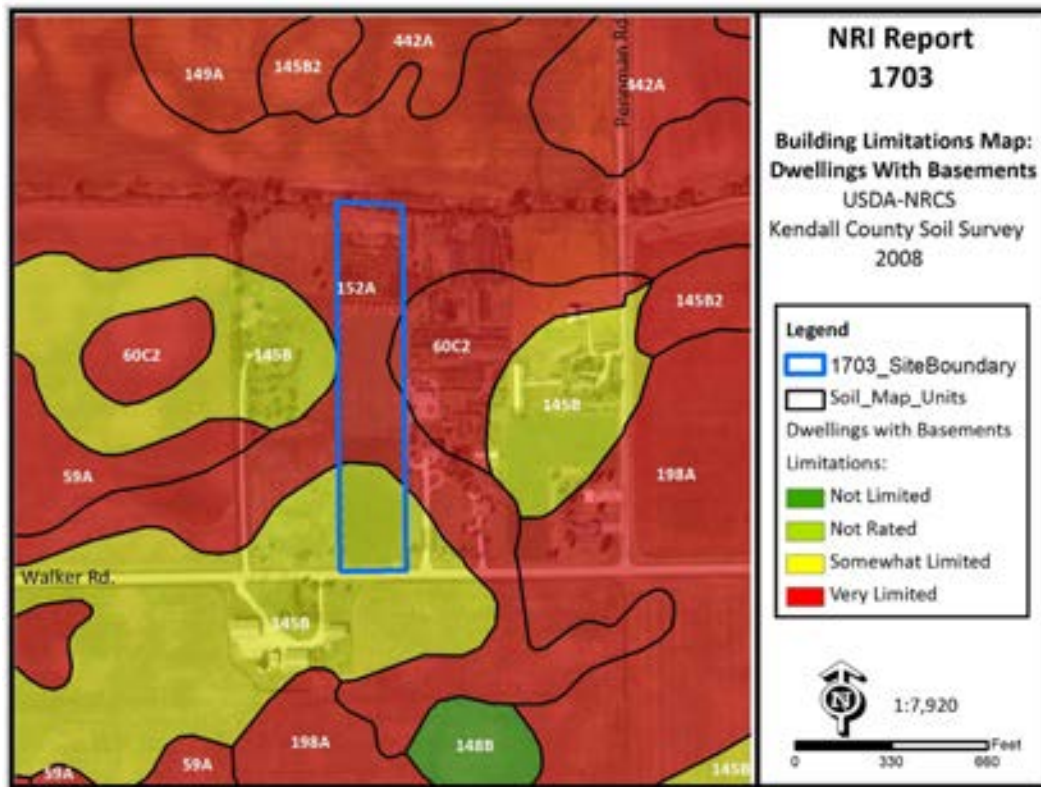 442A
149A
145B2
442A
152A
145B
60C2
60C2
145B2
145B
59A
198A
Walker Rd.
145B
198A
148B
59A
59A
145B
NRI Report
1703
Building Limitations Map:
Dwellings With Basements
USDA-NRCS
Kendall County Soil Survey
2008
Legend
1703_SiteBoundary
Soil_Map_Units
Dwellings with Basements
Limitations:
Not Limited
Not Rated
Somewhat Limited
Very Limited
N
1:7,920
Feet
0 330 660